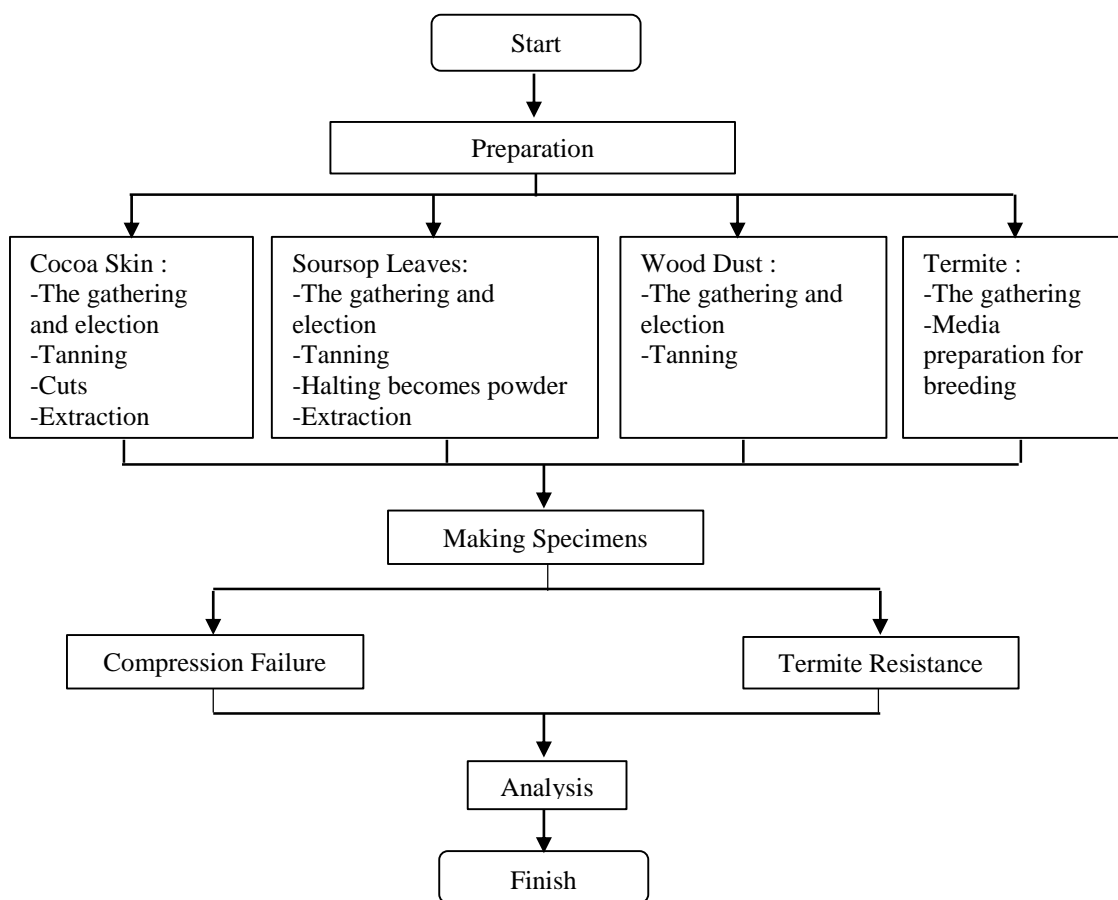 Start
Preparation
Cocoa Skin :
-The gathering
and election
-Tanning
-Cuts
-Extraction
Soursop Leaves:
-The gathering and
election
-Tanning
-Halting becomes powder
-Extraction
Wood Dust :
-The gathering and
election
-Tanning
Termite :
-The gathering
-Media
preparation for
breeding
Making Specimens
Compression Failure
Termite Resistance
Analysis
Finish